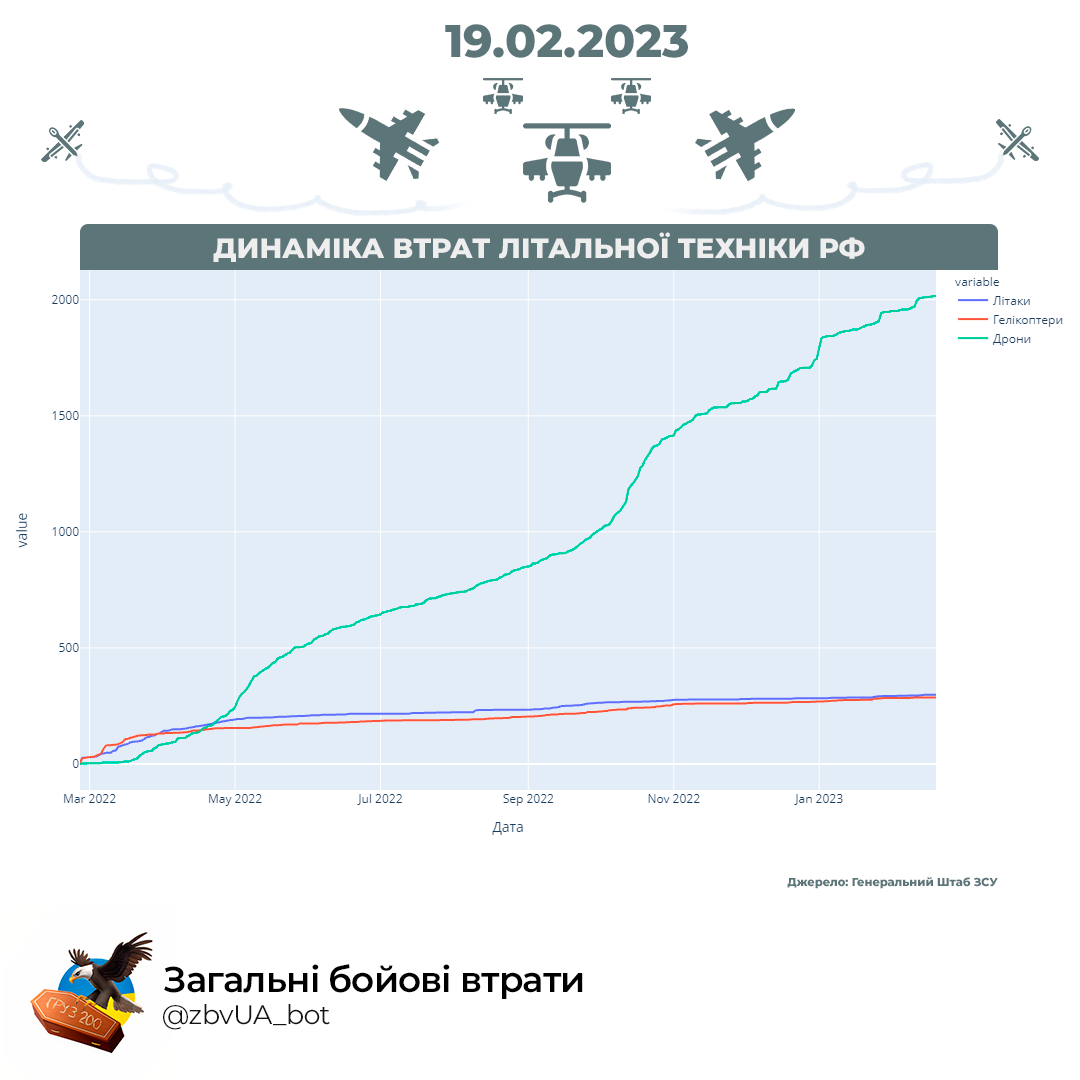 19.02.2023
ДИНАМІКА ВТРАТ ЛІТАЛЬНОЇ ТЕХНІКИ РФ
variable
Літаки
Гелікоптери
Дрони
2000
1500
1000
500
0
value
Mar 2022 May 2022 Jul 2022 Sep 2022 Nov 2022 Jan 2023
Дата
Джерело: Генеральний Штаб ЗСУ
ГРУЗ 200
Загальні бойові втрати
@zbvUA_bot